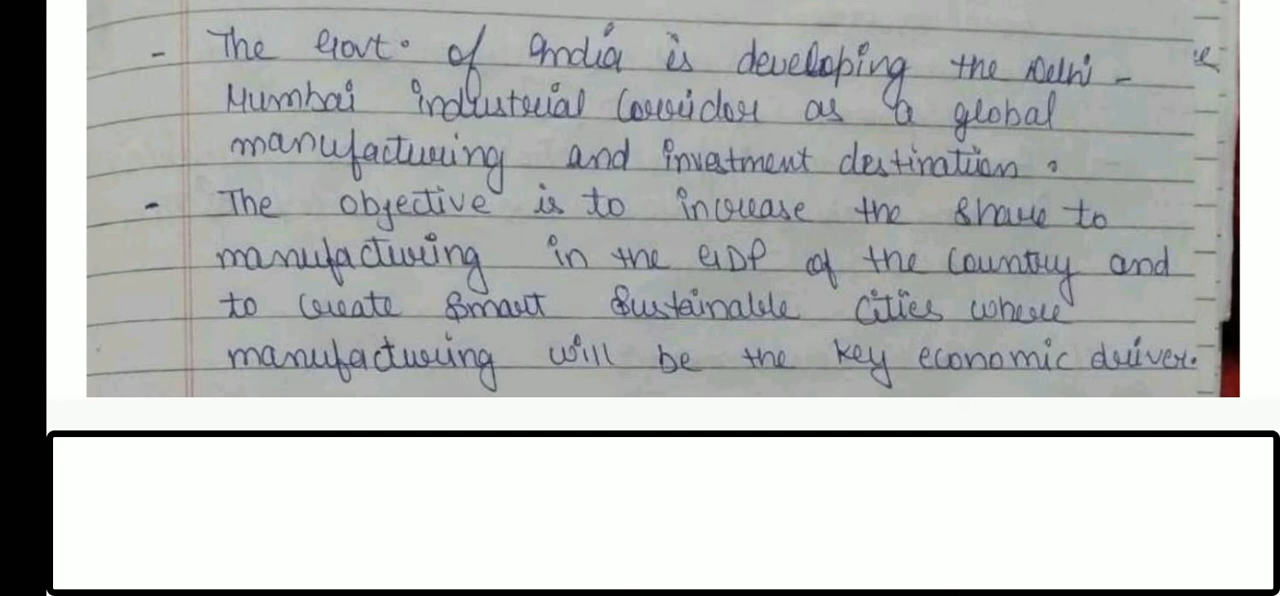 - The Govt. of India is developing the Delhi -
Mumbai industrial Corridor as a global
manufacturing and investment destination.
- The objective is to increase the share to
manufacturing in the GDP of the Country and
to create Smart Sustainable Cities where
manufacturing will be the key economic driver.